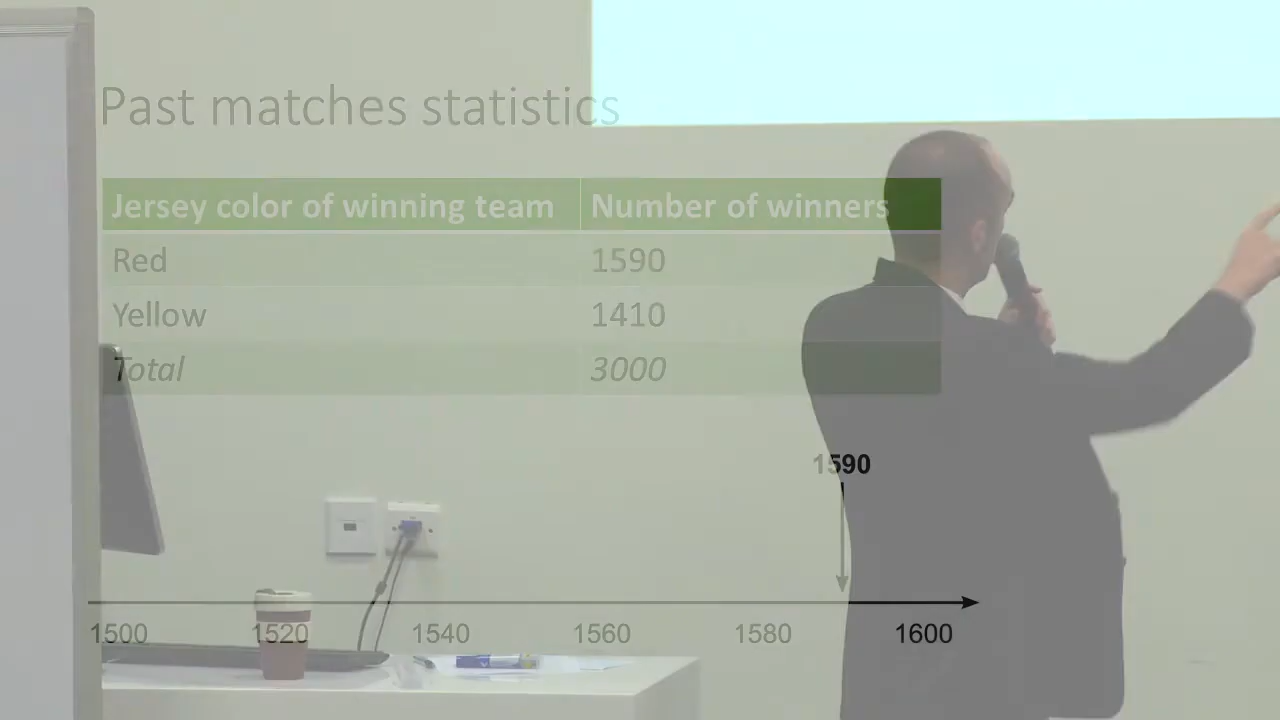 Past matches statistics
Jersey color of winning team Number of winners
Red 1590
Yellow 1410
Total 3000
1590
1500 1520 1540 1560 1580 1600